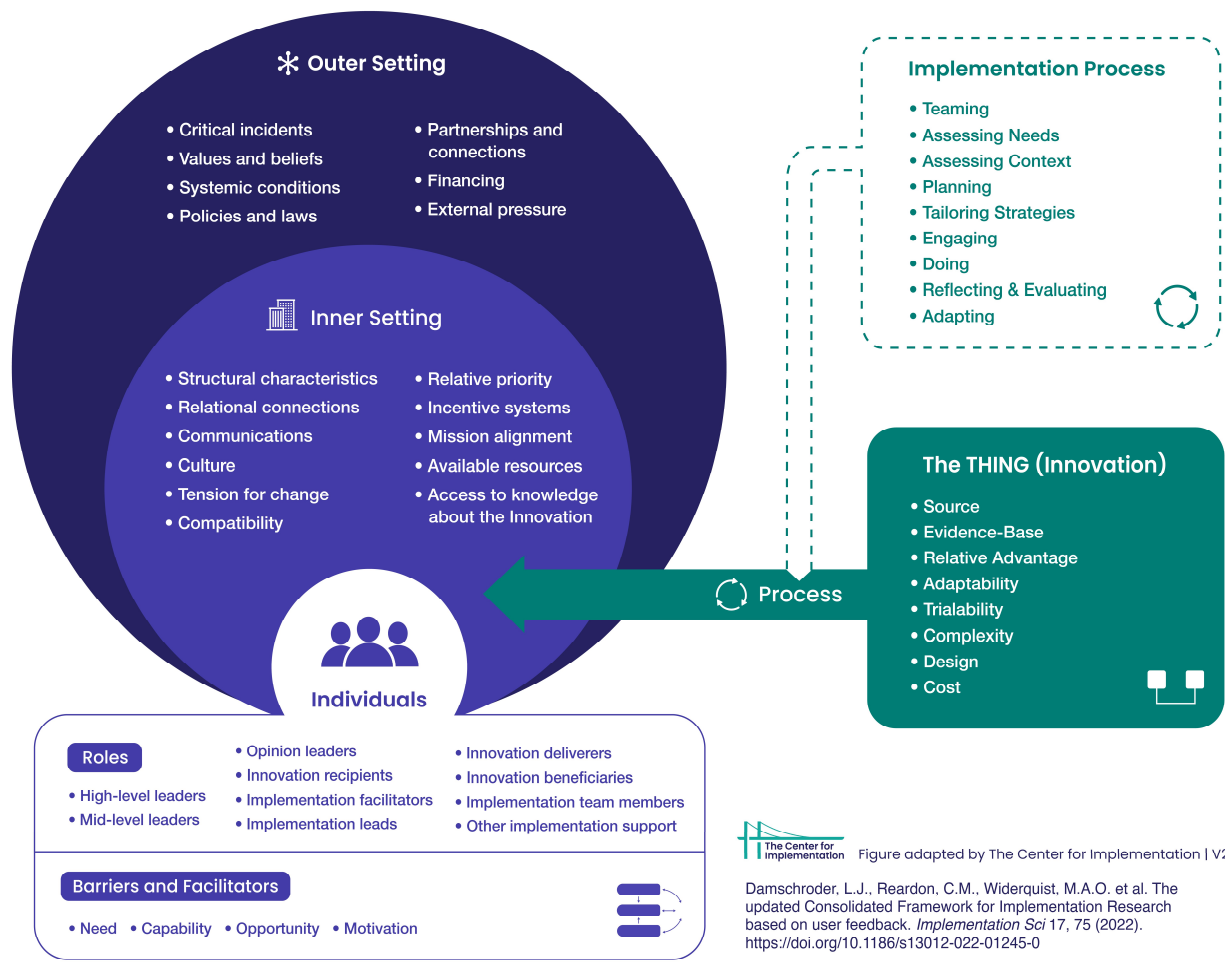 Outer Setting
• Critical incidents
• Values and beliefs
• Systemic conditions
• Policies and laws
• Partnerships and
connections
• Financing
• External pressure
Inner Setting
• Structural characteristics
• Relational connections
• Communications
• Culture
• Tension for change
• Compatibility
• Relative priority
• Incentive systems
• Mission alignment
• Available resources
• Access to knowledge
about the Innovation
Individuals
Roles
• High-level leaders
• Mid-level leaders
• Opinion leaders
• Innovation recipients
• Implementation facilitators
• Implementation leads
• Innovation deliverers
• Innovation beneficiaries
• Implementation team members
• Other implementation support
Barriers and Facilitators
• Need • Capability • Opportunity • Motivation
Implementation Process
• Teaming
• Assessing Needs
• Assessing Context
• Planning
• Tailoring Strategies
• Engaging
• Doing
• Reflecting & Evaluating
• Adapting
Process
The THING (Innovation)
• Source
• Evidence-Base
• Relative Advantage
• Adaptability
• Trialability
• Complexity
• Design
• Cost
The Center for
Implementation
Figure adapted by The Center for Implementation |
Damschroder, L.J., Reardon, C.M., Widerquist, M.A.O. et al. The
updated Consolidated Framework for Implementation Research
based on user feedback. Implementation Sci 17, 75 (2022).
https://doi.org/10.1186/s13012-022-01245-0